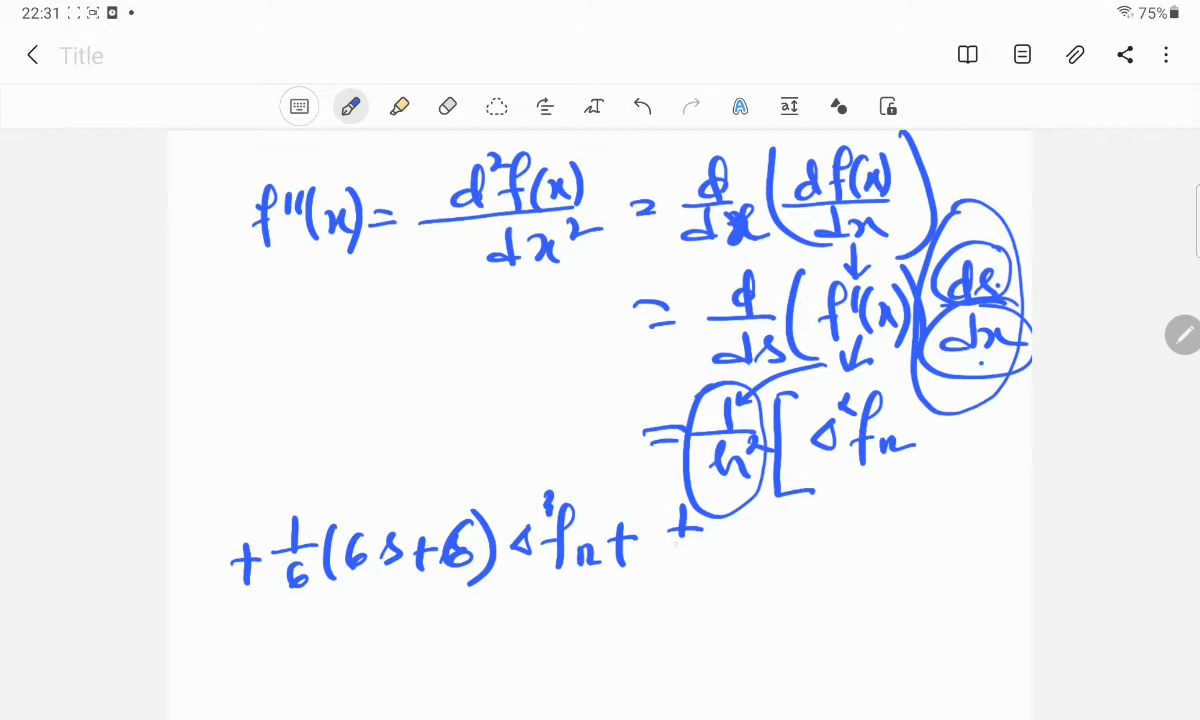 22:31 75%
Title
f''(x) = d²f(x)/dx² = d/dx (df(x)/dx)
= d/ds (f'(x)) ds/dx
= 1/h² [ Δ²fn
+ 1/6 (6s+6) Δ³fn + +